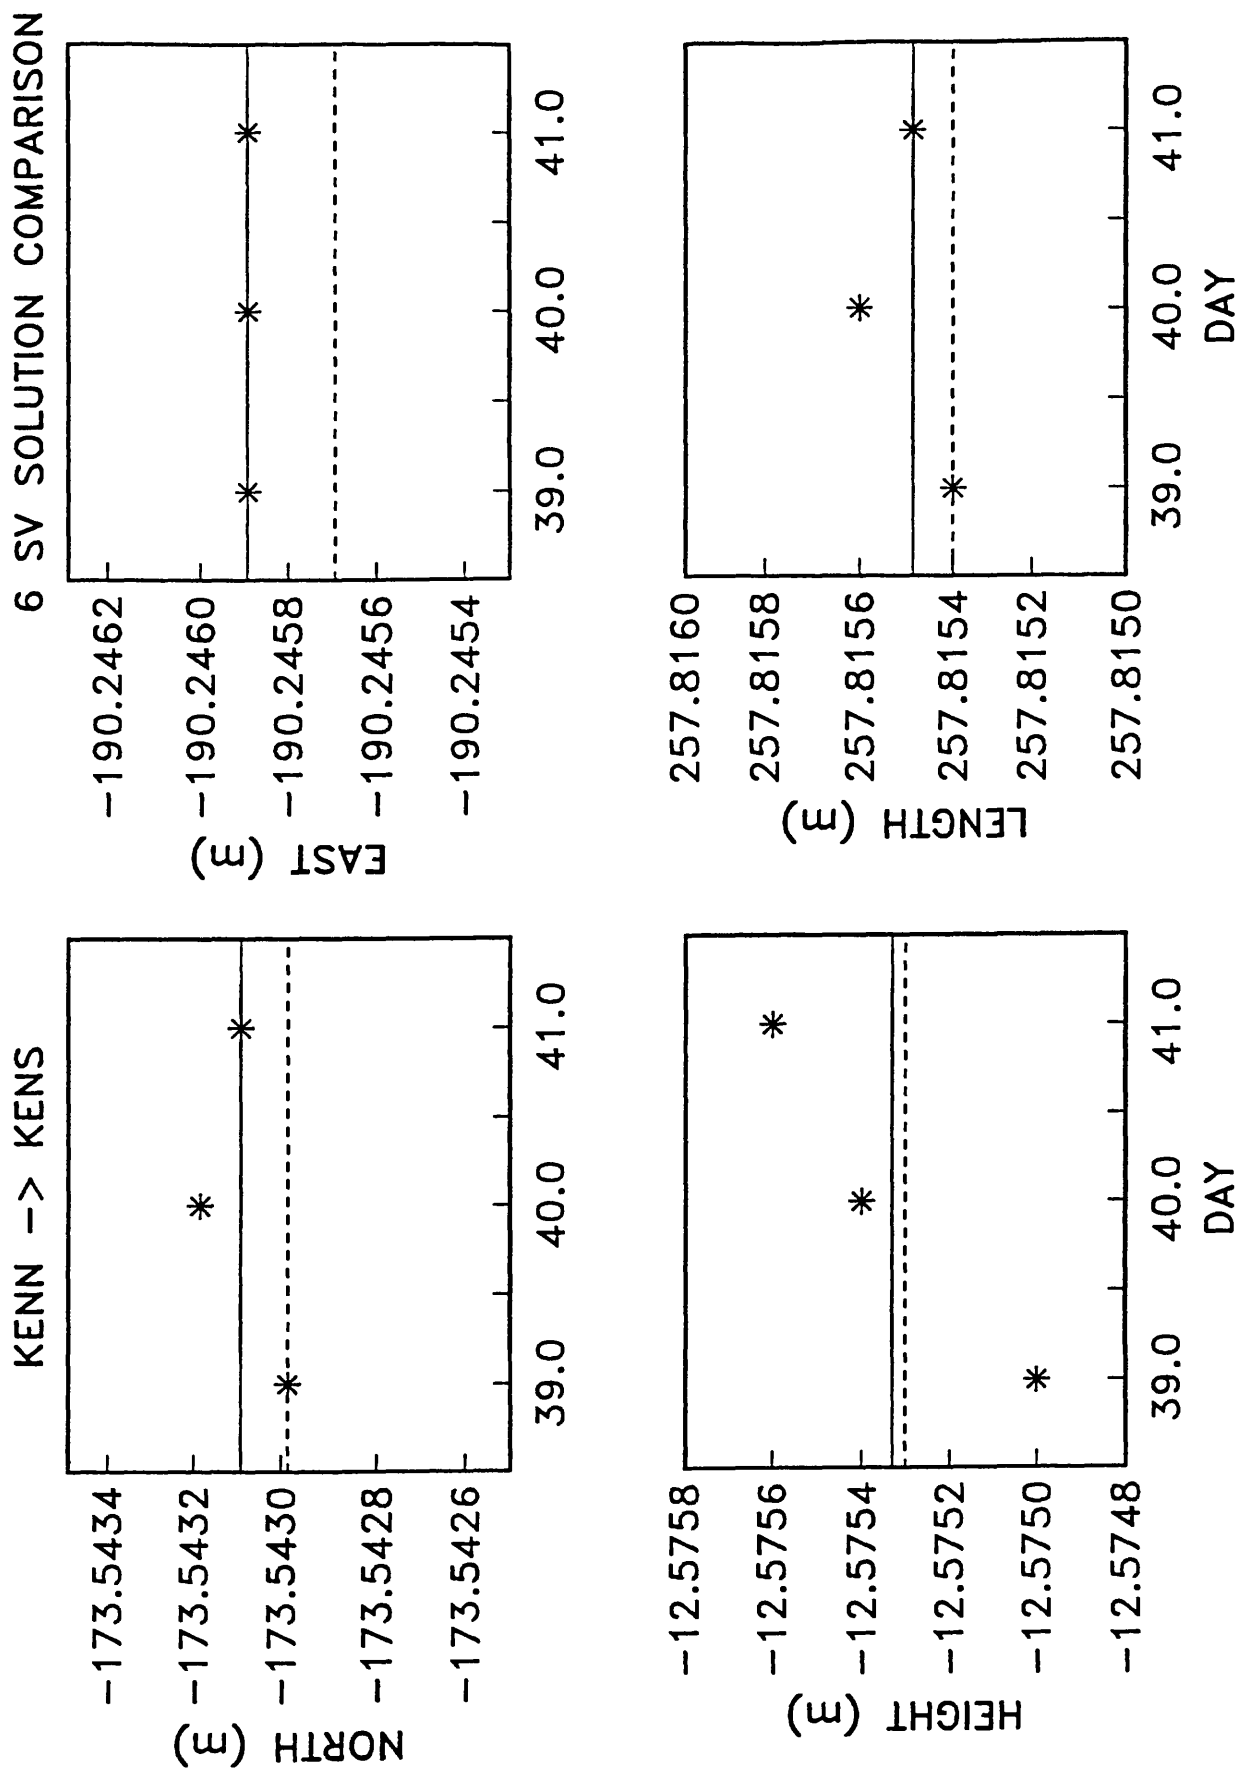 KENN -> KENS
6 SV SOLUTION COMPARISON
NORTH (m)
-173.5434
-173.5432
-173.5430
-173.5428
-173.5426
39.0 40.0 41.0
EAST (m)
-190.2462
-190.2460
-190.2458
-190.2456
-190.2454
39.0 40.0 41.0
HEIGHT (m)
-12.5758
-12.5756
-12.5754
-12.5752
-12.5750
-12.5748
39.0 40.0 41.0
DAY
LENGTH (m)
257.8160
257.8158
257.8156
257.8154
257.8152
257.8150
39.0 40.0 41.0
DAY